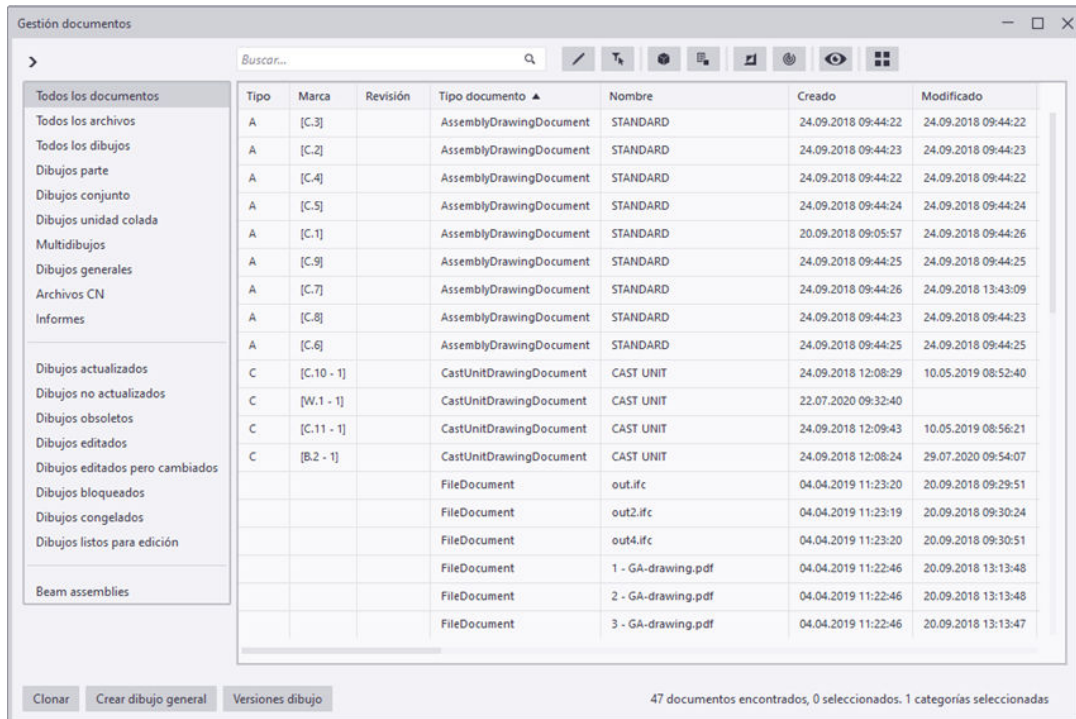 Gestión documentos
Buscar...
Todos los documentos
Todos los archivos
Todos los dibujos
Dibujos parte
Dibujos conjunto
Dibujos unidad colada
Multidibujos
Dibujos generales
Archivos CN
Informes
Dibujos actualizados
Dibujos no actualizados
Dibujos obsoletos
Dibujos editados
Dibujos editados pero cambiados
Dibujos bloqueados
Dibujos congelados
Dibujos listos para edición
Beam assemblies
Tipo Marca Revisión Tipo documento ▲ Nombre Creado Modificado
A [C.3] AssemblyDrawingDocument STANDARD 24.09.2018 09:44:22 24.09.2018 09:44:22
A [C.2] AssemblyDrawingDocument STANDARD 24.09.2018 09:44:23 24.09.2018 09:44:23
A [C.4] AssemblyDrawingDocument STANDARD 24.09.2018 09:44:22 24.09.2018 09:44:22
A [C.5] AssemblyDrawingDocument STANDARD 24.09.2018 09:44:24 24.09.2018 09:44:24
A [C.1] AssemblyDrawingDocument STANDARD 20.09.2018 09:05:57 24.09.2018 09:44:26
A [C.9] AssemblyDrawingDocument STANDARD 24.09.2018 09:44:25 24.09.2018 09:44:25
A [C.7] AssemblyDrawingDocument STANDARD 24.09.2018 09:44:26 24.09.2018 13:43:09
A [C.8] AssemblyDrawingDocument STANDARD 24.09.2018 09:44:23 24.09.2018 09:44:23
A [C.6] AssemblyDrawingDocument STANDARD 24.09.2018 09:44:25 24.09.2018 09:44:25
C [C.10 - 1] CastUnitDrawingDocument CAST UNIT 24.09.2018 12:08:29 10.05.2019 08:52:40
C [W.1 - 1] CastUnitDrawingDocument CAST UNIT 22.07.2020 09:32:40
C [C.11 - 1] CastUnitDrawingDocument CAST UNIT 24.09.2018 12:09:43 10.05.2019 08:56:21
C [B.2 - 1] CastUnitDrawingDocument CAST UNIT 24.09.2018 12:08:24 29.07.2020 09:54:07
FileDocument out.ifc 04.04.2019 11:23:20 20.09.2018 09:29:51
FileDocument out2.ifc 04.04.2019 11:23:19 20.09.2018 09:30:24
FileDocument out4.ifc 04.04.2019 11:23:20 20.09.2018 09:30:51
FileDocument 1 - GA-drawing.pdf 04.04.2019 11:22:46 20.09.2018 13:13:48
FileDocument 2 - GA-drawing.pdf 04.04.2019 11:22:46 20.09.2018 13:13:48
FileDocument 3 - GA-drawing.pdf 04.04.2019 11:22:46 20.09.2018 13:13:47
Clonar Crear dibujo general Versiones dibujo 47 documentos encontrados, 0 seleccionados. 1 categorías seleccionadas